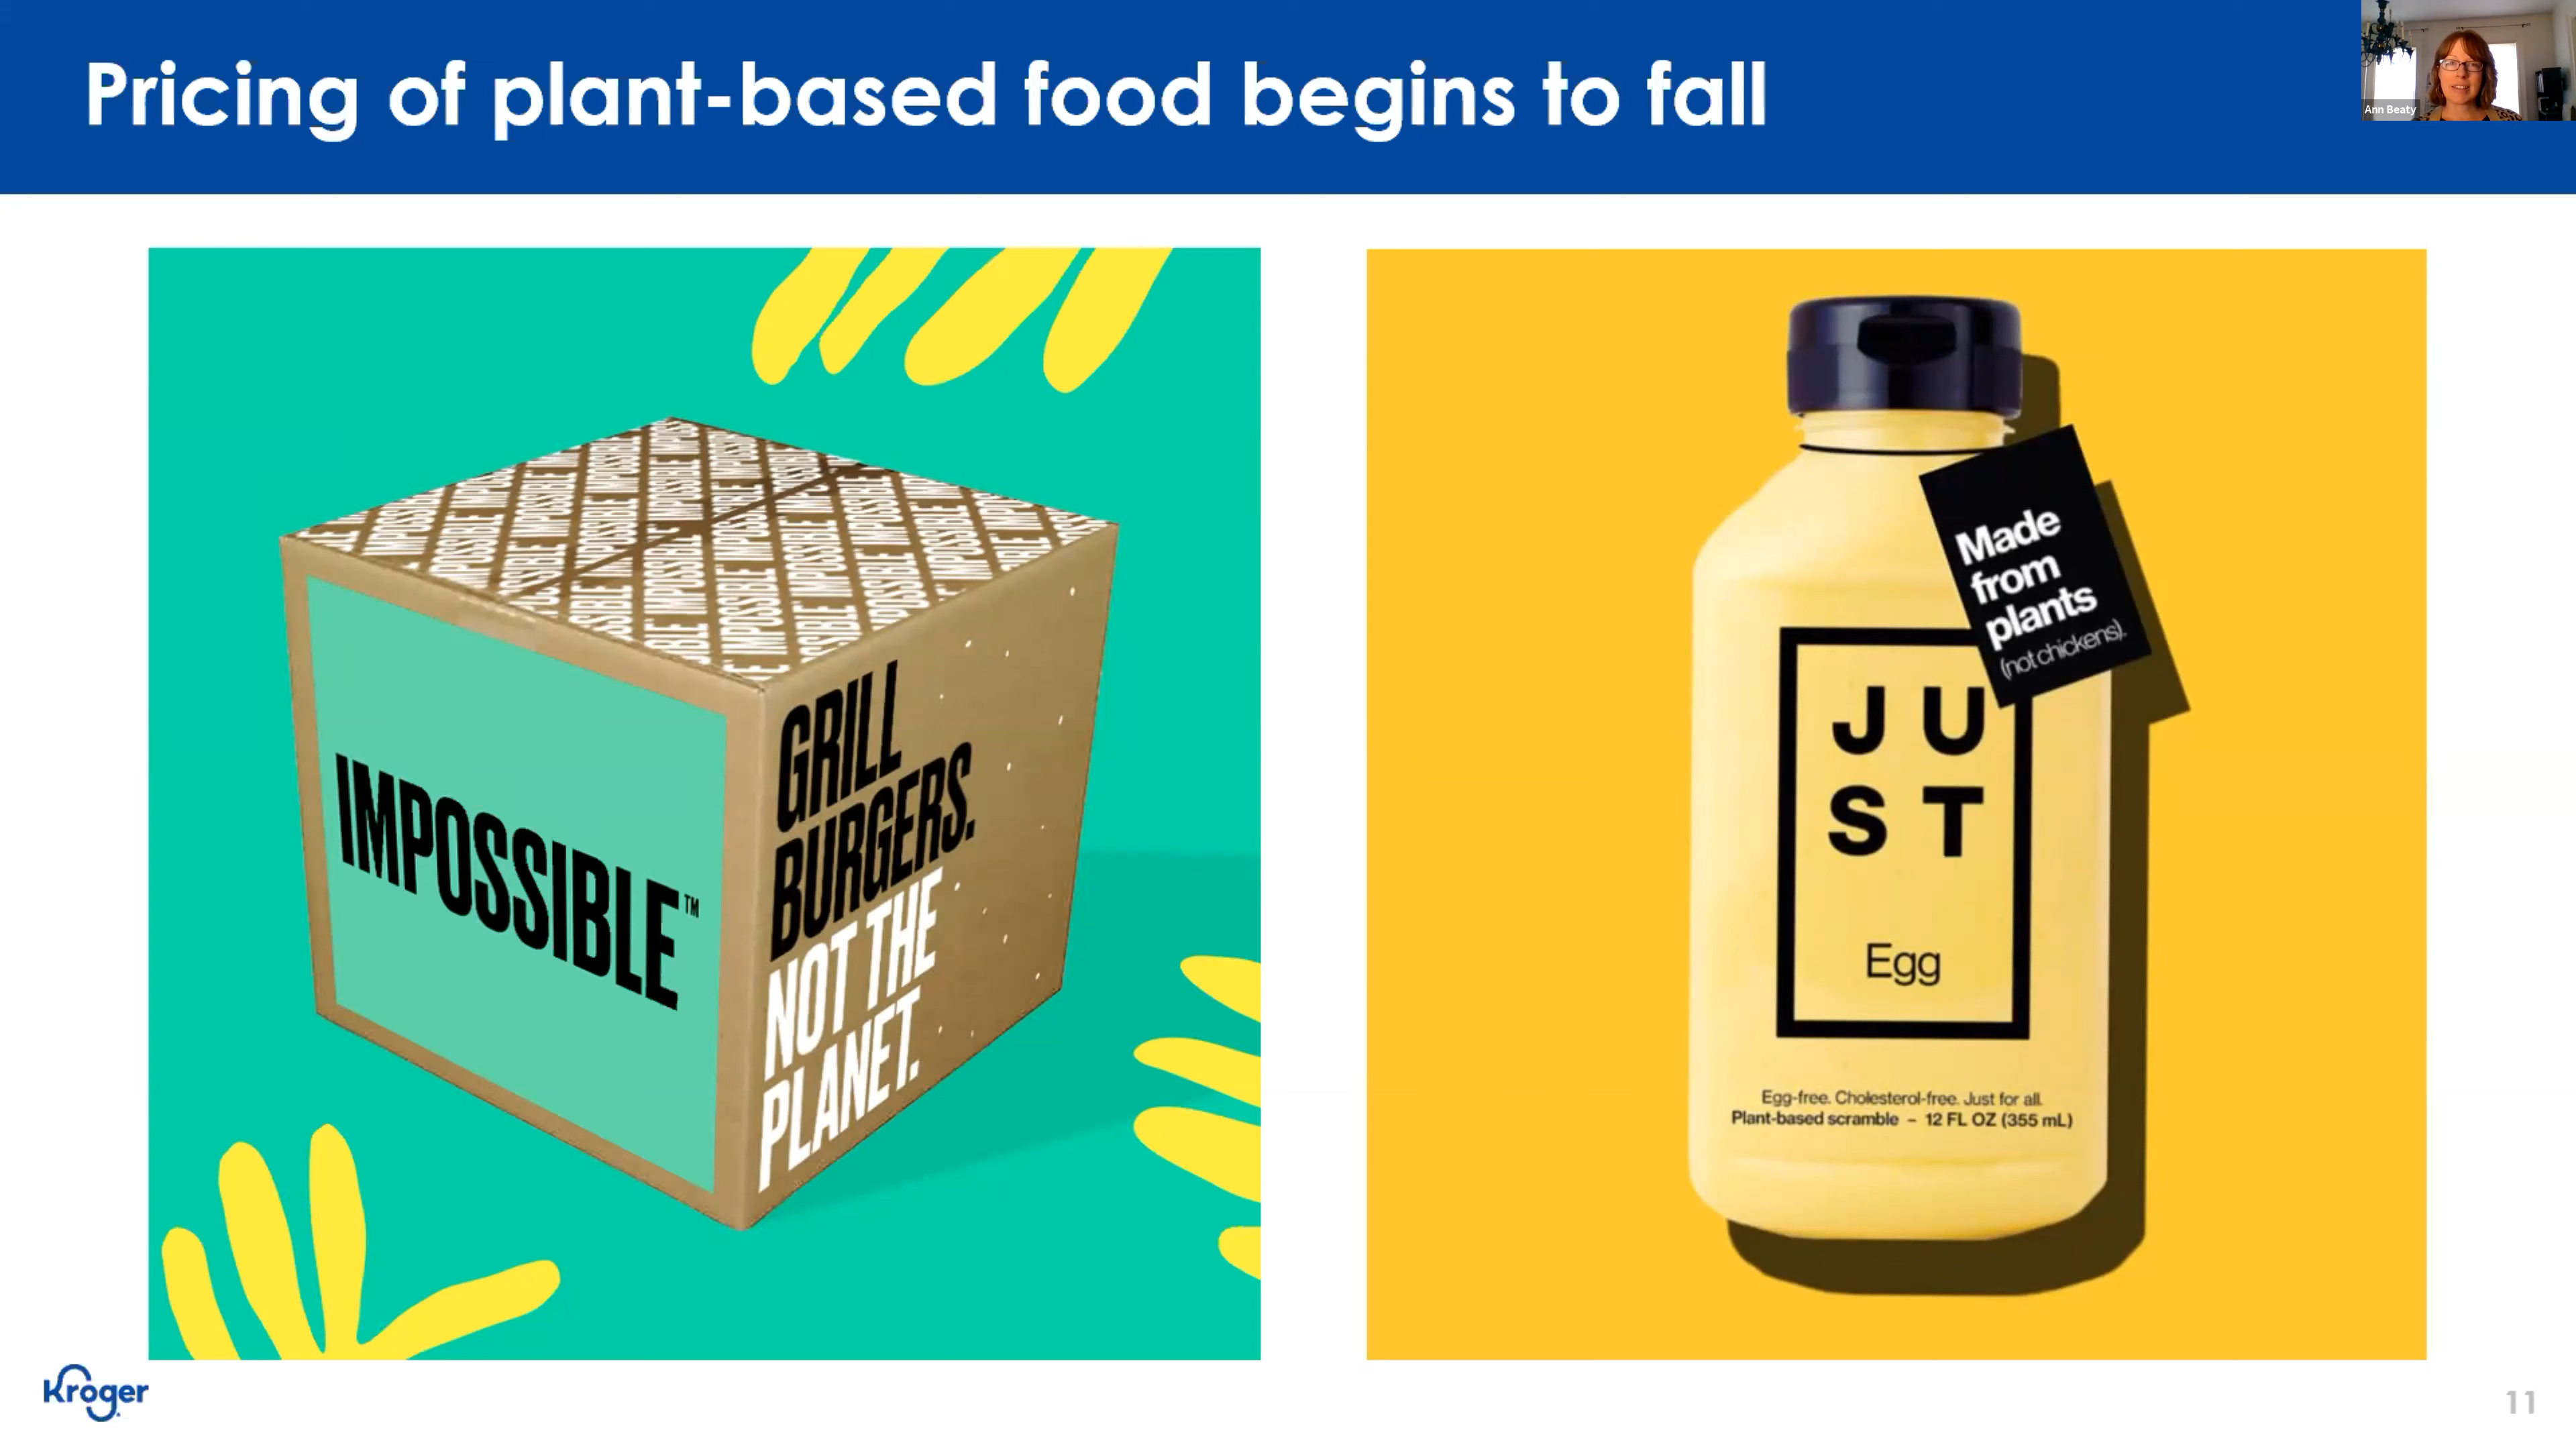 Pricing of plant-based food begins to fall
Ann Beaty
IMPOSSIBLE™
GRILL
BURGERS.
NOT THE
PLANET.
Made
from
plants
(not chickens).
J U
S T
Egg
Egg-free. Cholesterol-free. Just for all.
Plant-based scramble – 12 FL OZ (355 mL)
Kroger
11